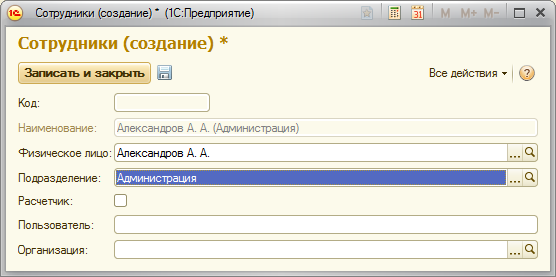 Сотрудники (создание) * (1С:Предприятие)
M M+ M-
Сотрудники (создание) *
Записать и закрыть
Все действия
Код:
Наименование: Александров А. А. (Администрация)
Физическое лицо: Александров А. А. ...
Подразделение: Администрация ...
Расчетчик:
Пользователь:
Организация: ...